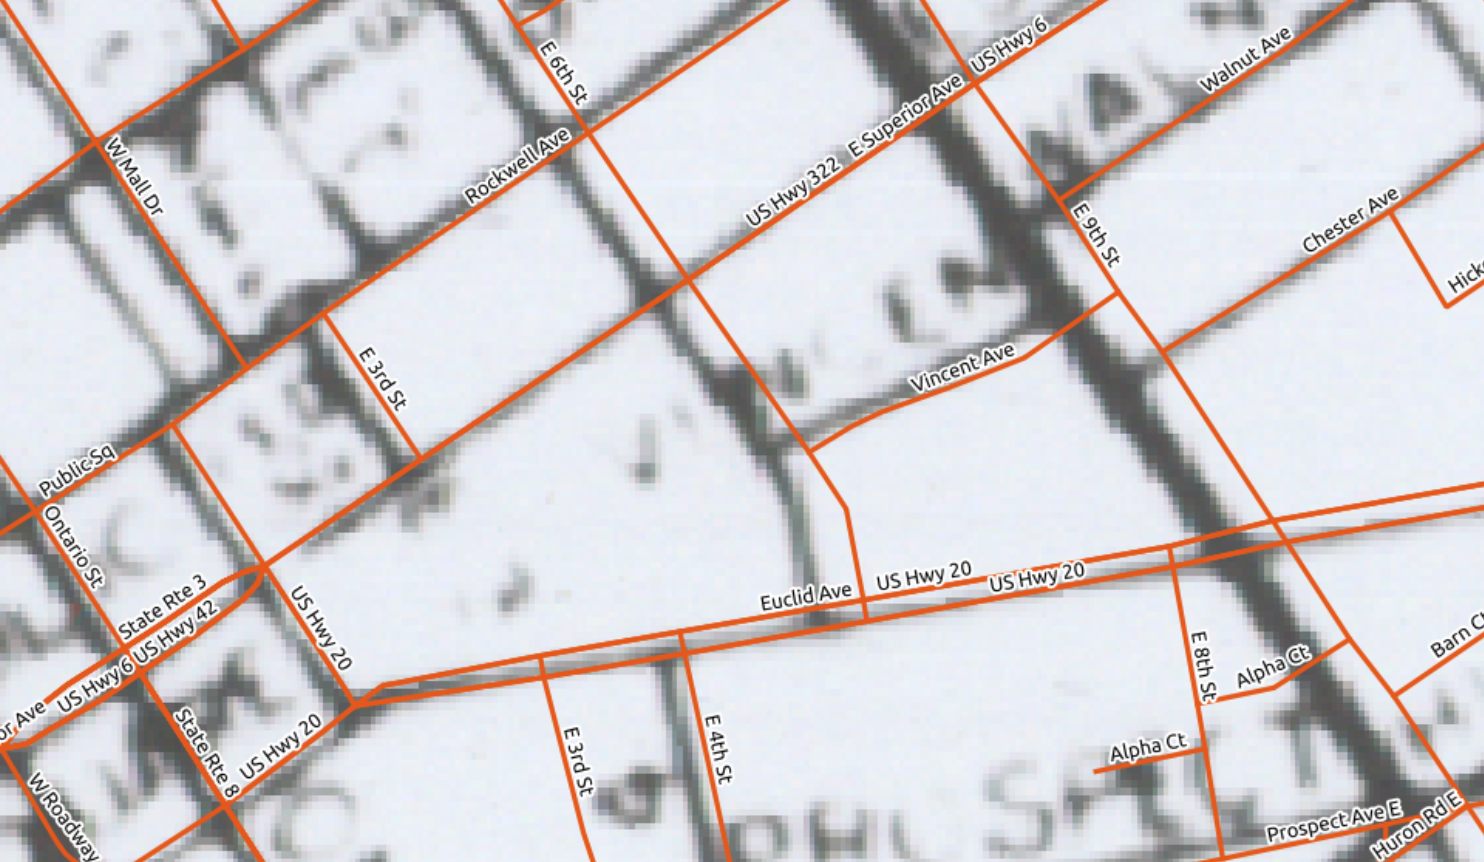 E 6th St
US Hwy 6
Walnut Ave
E Superior Ave
W Mall Dr
Rockwell Ave
US Hwy 322
E 9th St
Chester Ave
E 3rd St
Vincent Ave
Public Sq
Ontario St
State Rte 3
US Hwy 42
US Hwy 6
US Hwy 20
Euclid Ave
US Hwy 20
US Hwy 20
E 8th St
Alpha Ct
Ave
State Rte 8
US Hwy 20
E 3rd St
E 4th St
Alpha Ct
W Roadway
Prospect Ave E
Huron Rd E
Barn